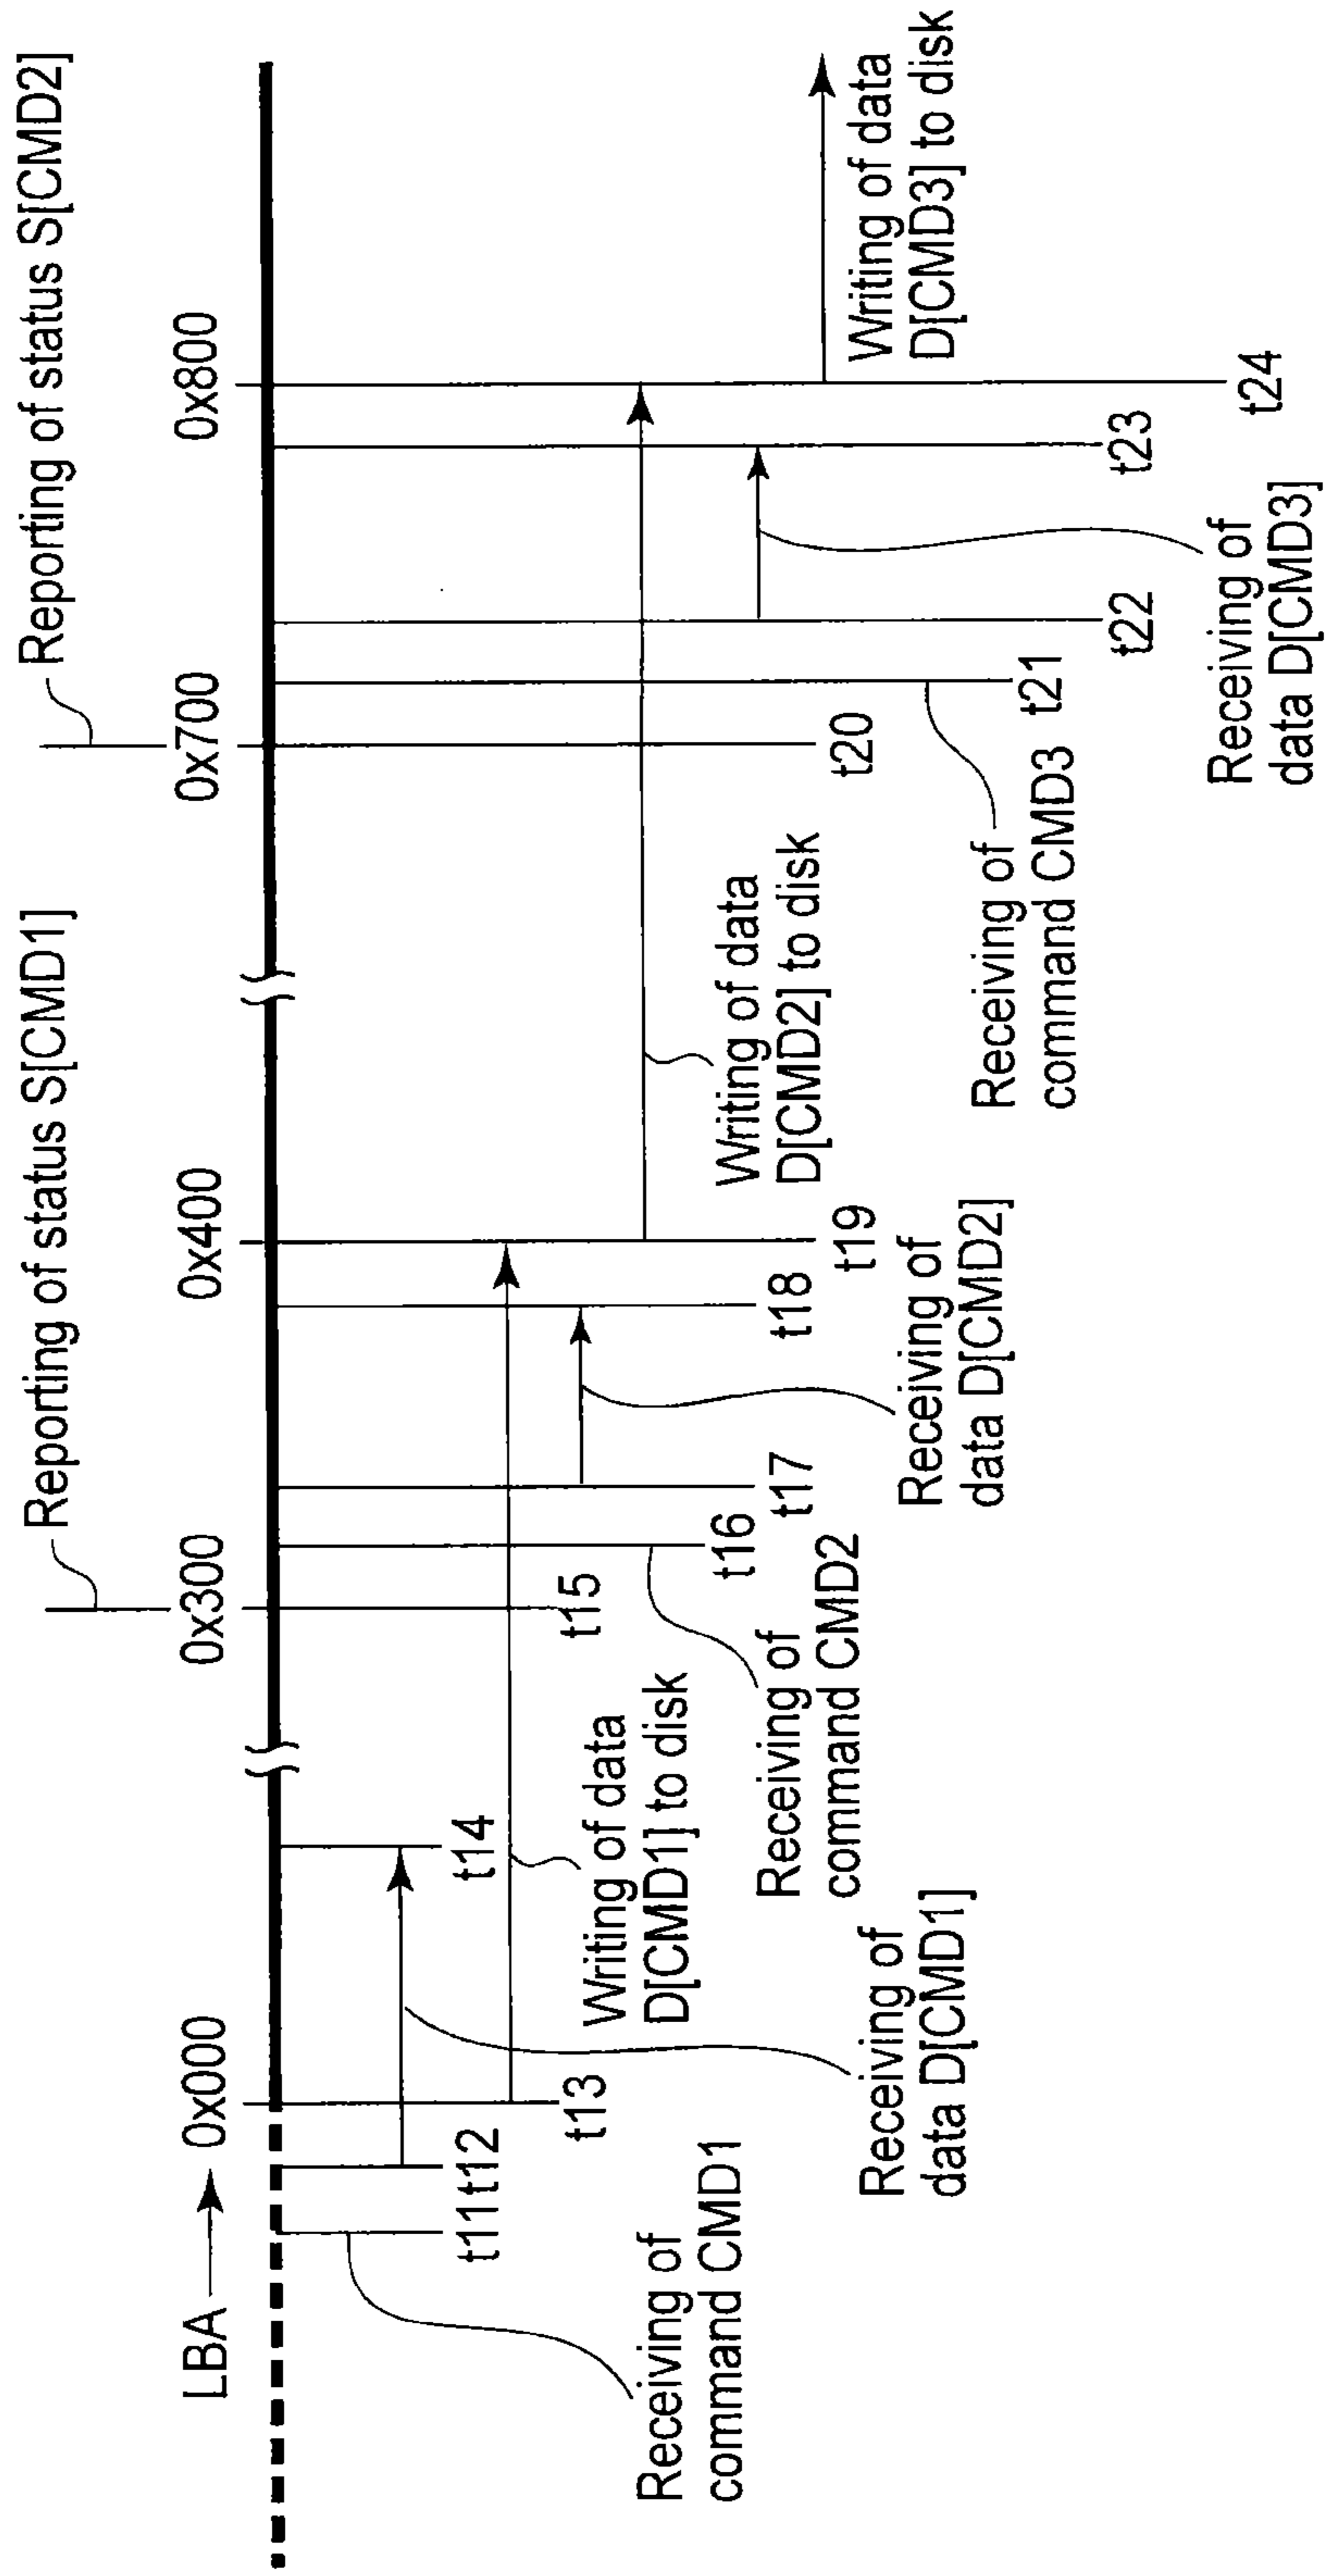 Reporting of status S[CMD1]
Reporting of status S[CMD2]
LBA
0x000
0x300
0x400
0x700
0x800
t11
t12
t13
t14
t15
t16
t17
t18
t19
t20
t21
t22
t23
t24
Receiving of
command CMD1
Receiving of
data D[CMD1]
Writing of data
D[CMD1] to disk
Receiving of
command CMD2
Receiving of
data D[CMD2]
Writing of data
D[CMD2] to disk
Receiving of
command CMD3
Receiving of
data D[CMD3]
Writing of data
D[CMD3] to disk